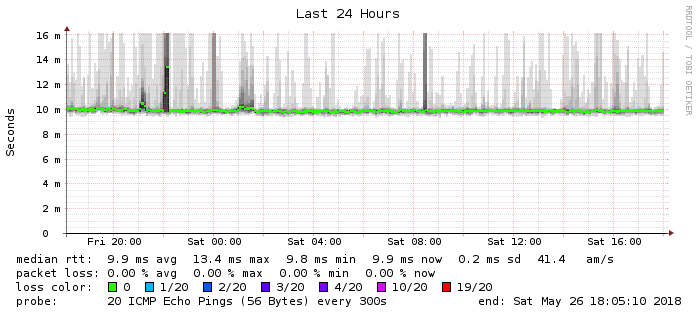 Last 24 Hours
RRDTOOL / TOBI OETIKER
Seconds
16 m
14 m
12 m
10 m
8 m
6 m
4 m
2 m
0
Fri 20:00 Sat 00:00 Sat 04:00 Sat 08:00 Sat 12:00 Sat 16:00
median rtt: 9.9 ms avg 13.4 ms max 9.8 ms min 9.9 ms now 0.2 ms sd 41.4 am/s
packet loss: 0.00 % avg 0.00 % max 0.00 % min 0.00 % now
loss color: 0 1/20 2/20 3/20 4/20 10/20 19/20
probe: 20 ICMP Echo Pings (56 Bytes) every 300s end: Sat May 26 18:05:10 2018